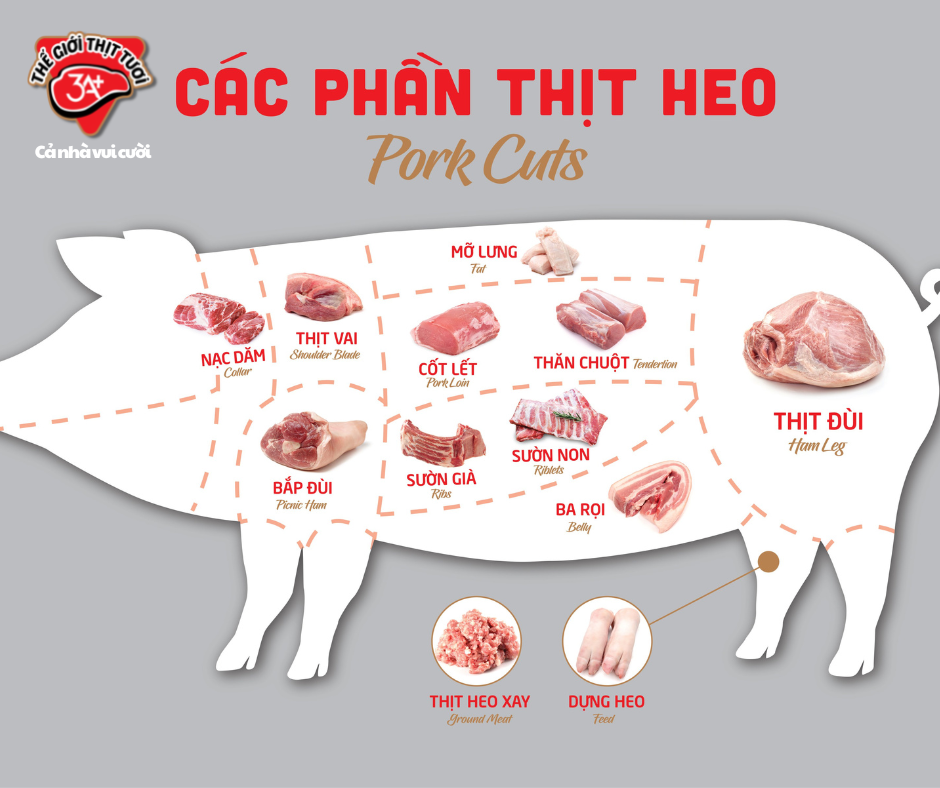 THẾ GIỚI THỊT TƯƠI
3A+
Cả nhà vui cười
CÁC PHẦN THỊT HEO
Pork Cuts
MỠ LƯNG
Fat
NẠC DĂM
Collar
THỊT VAI
Shoulder Blade
CỐT LẾT
Pork Loin
THĂN CHUỘT Tenderlion
THỊT ĐÙI
Ham Leg
BẮP ĐÙI
Picnic Ham
SƯỜN GIÀ
Ribs
SƯỜN NON
Riblets
BA RỌI
Belly
THỊT HEO XAY
Ground Meat
DỰNG HEO
Feed